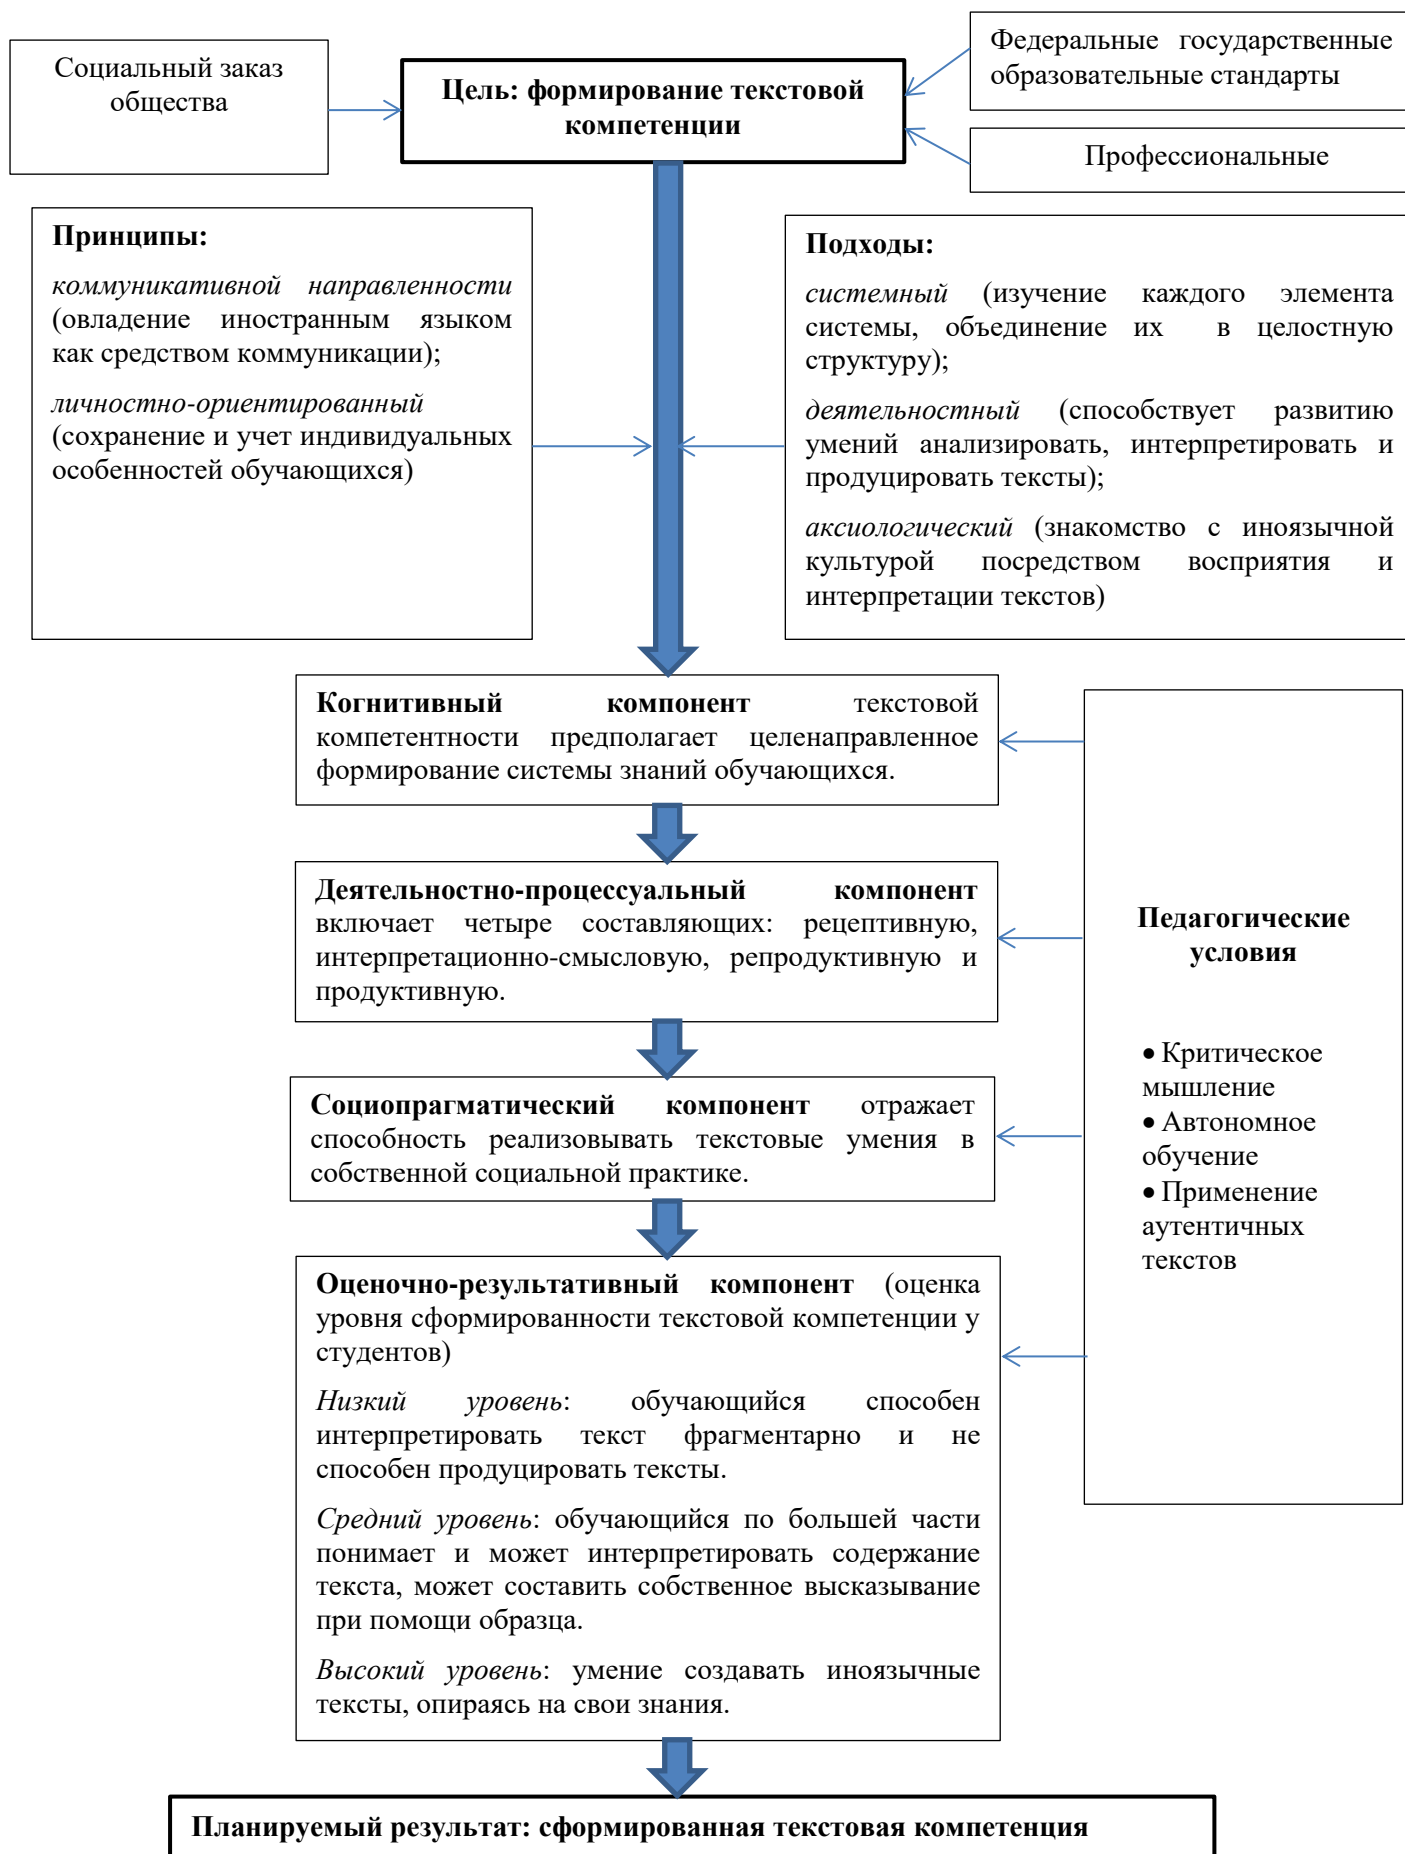 Социальный заказ
общества
Цель: формирование текстовой
компетенции
Федеральные государственные
образовательные стандарты
Профессиональные
Принципы:
коммуникативной направленности
(овладение иностранным языком
как средством коммуникации);
личностно-ориентированный
(сохранение и учет индивидуальных
особенностей обучающихся)
Подходы:
системный (изучение каждого элемента
системы, объединение их в целостную
структуру);
деятельностный (способствует развитию
умений анализировать, интерпретировать и
продуцировать тексты);
аксиологический (знакомство с иноязычной
культурой посредством восприятия и
интерпретации текстов)
Когнитивный компонент текстовой
компетентности предполагает целенаправленное
формирование системы знаний обучающихся.
Деятельностно-процессуальный компонент
включает четыре составляющих: рецептивную,
интерпретационно-смысловую, репродуктивную и
продуктивную.
Социопрагматический компонент отражает
способность реализовывать текстовые умения в
собственной социальной практике.
Оценочно-результативный компонент (оценка
уровня сформированности текстовой компетенции у
студентов)
Низкий уровень: обучающийся способен
интерпретировать текст фрагментарно и не
способен продуцировать тексты.
Средний уровень: обучающийся по большей части
понимает и может интерпретировать содержание
текста, может составить собственное высказывание
при помощи образца.
Высокий уровень: умение создавать иноязычные
тексты, опираясь на свои знания.
Педагогические
условия
• Критическое
мышление
• Автономное
обучение
• Применение
аутентичных
текстов
Планируемый результат: сформированная текстовая компетенция